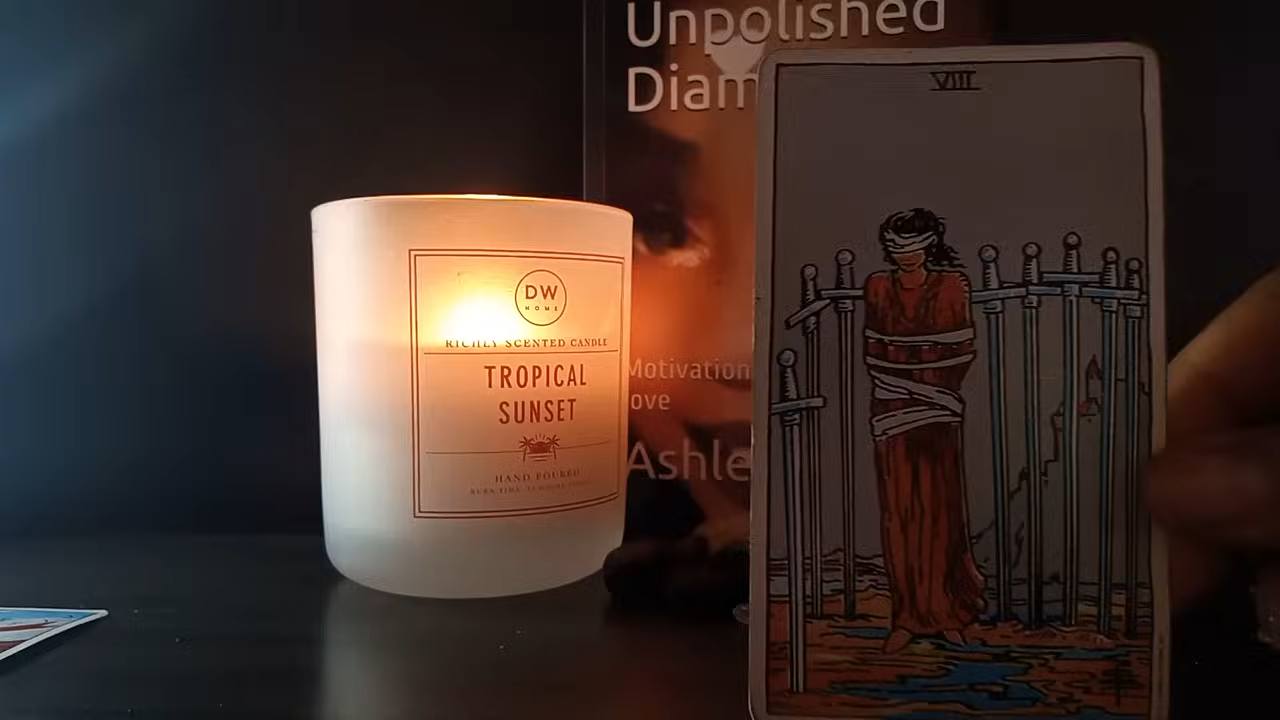 Unpolished
Diam
VIII
DW
HOME
RICHLY SCENTED CANDLE
TROPICAL
SUNSET
HAND POURED
Motivation
ove
Ashle